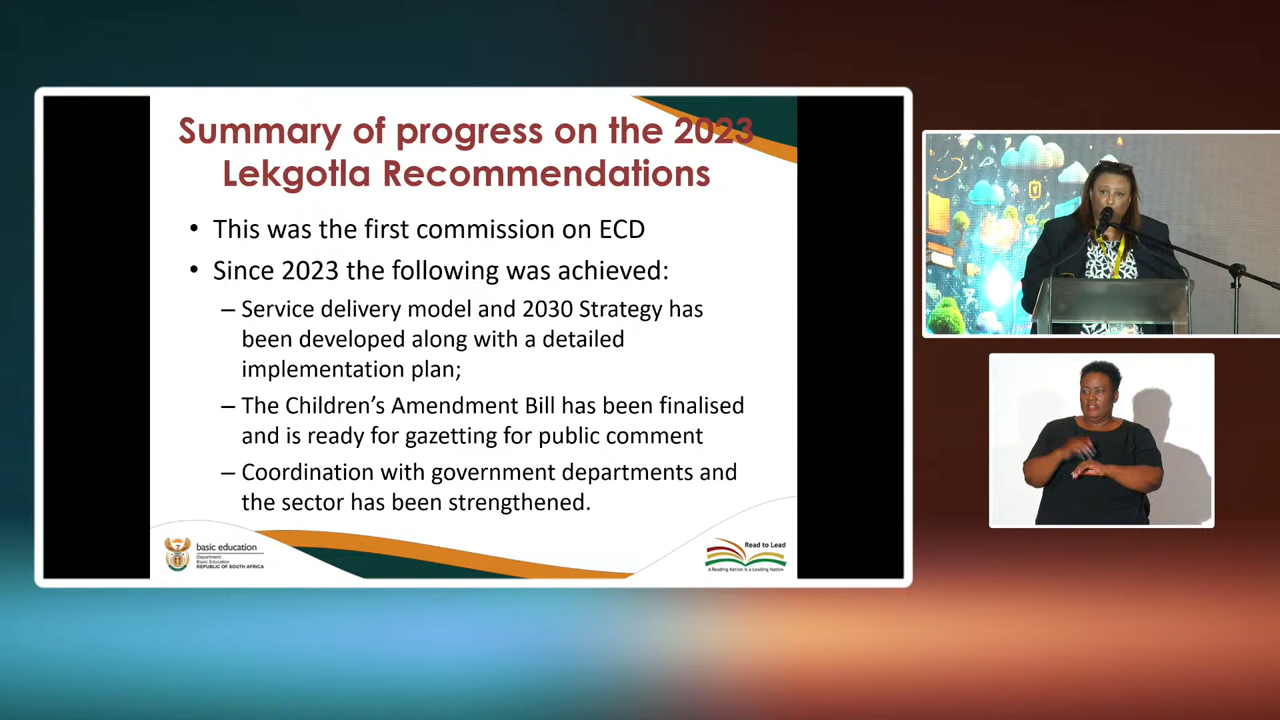 Summary of progress on the 2023
Lekgotla Recommendations
• This was the first commission on ECD
• Since 2023 the following was achieved:
– Service delivery model and 2030 Strategy has
been developed along with a detailed
implementation plan;
– The Children’s Amendment Bill has been finalised
and is ready for gazetting for public comment
– Coordination with government departments and
the sector has been strengthened.
basic education
Department:
Basic Education
REPUBLIC OF SOUTH AFRICA
Read to Lead
A Reading Nation is a Leading Nation